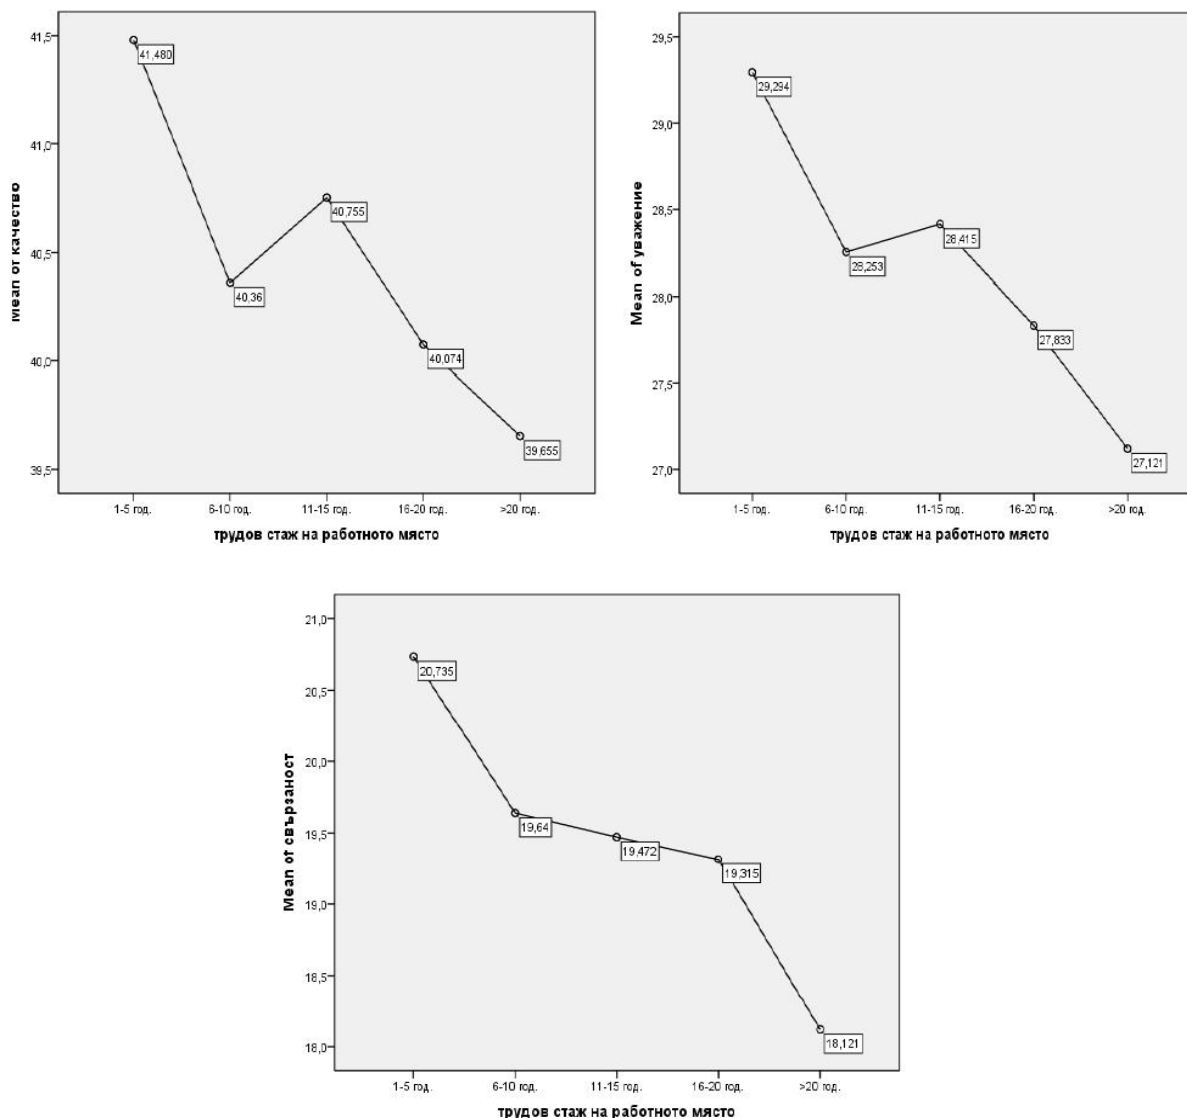 Mean of качество
41,5
41,0
40,5
40,0
39,5
41,480
40,36
40,755
40,074
39,655
1-5 год.
6-10 год.
11-15 год.
16-20 год.
>20 год.
трудов стаж на работното място
Mean of уважение
29,5
29,0
28,5
28,0
27,5
27,0
29,294
28,253
28,415
27,833
27,121
1-5 год.
6-10 год.
11-15 год.
16-20 год.
>20 год.
трудов стаж на работното място
Mean of свързаност
21,0
20,5
20,0
19,5
19,0
18,5
18,0
20,735
19,64
19,472
19,315
18,121
1-5 год.
6-10 год.
11-15 год.
16-20 год.
>20 год.
трудов стаж на работното място